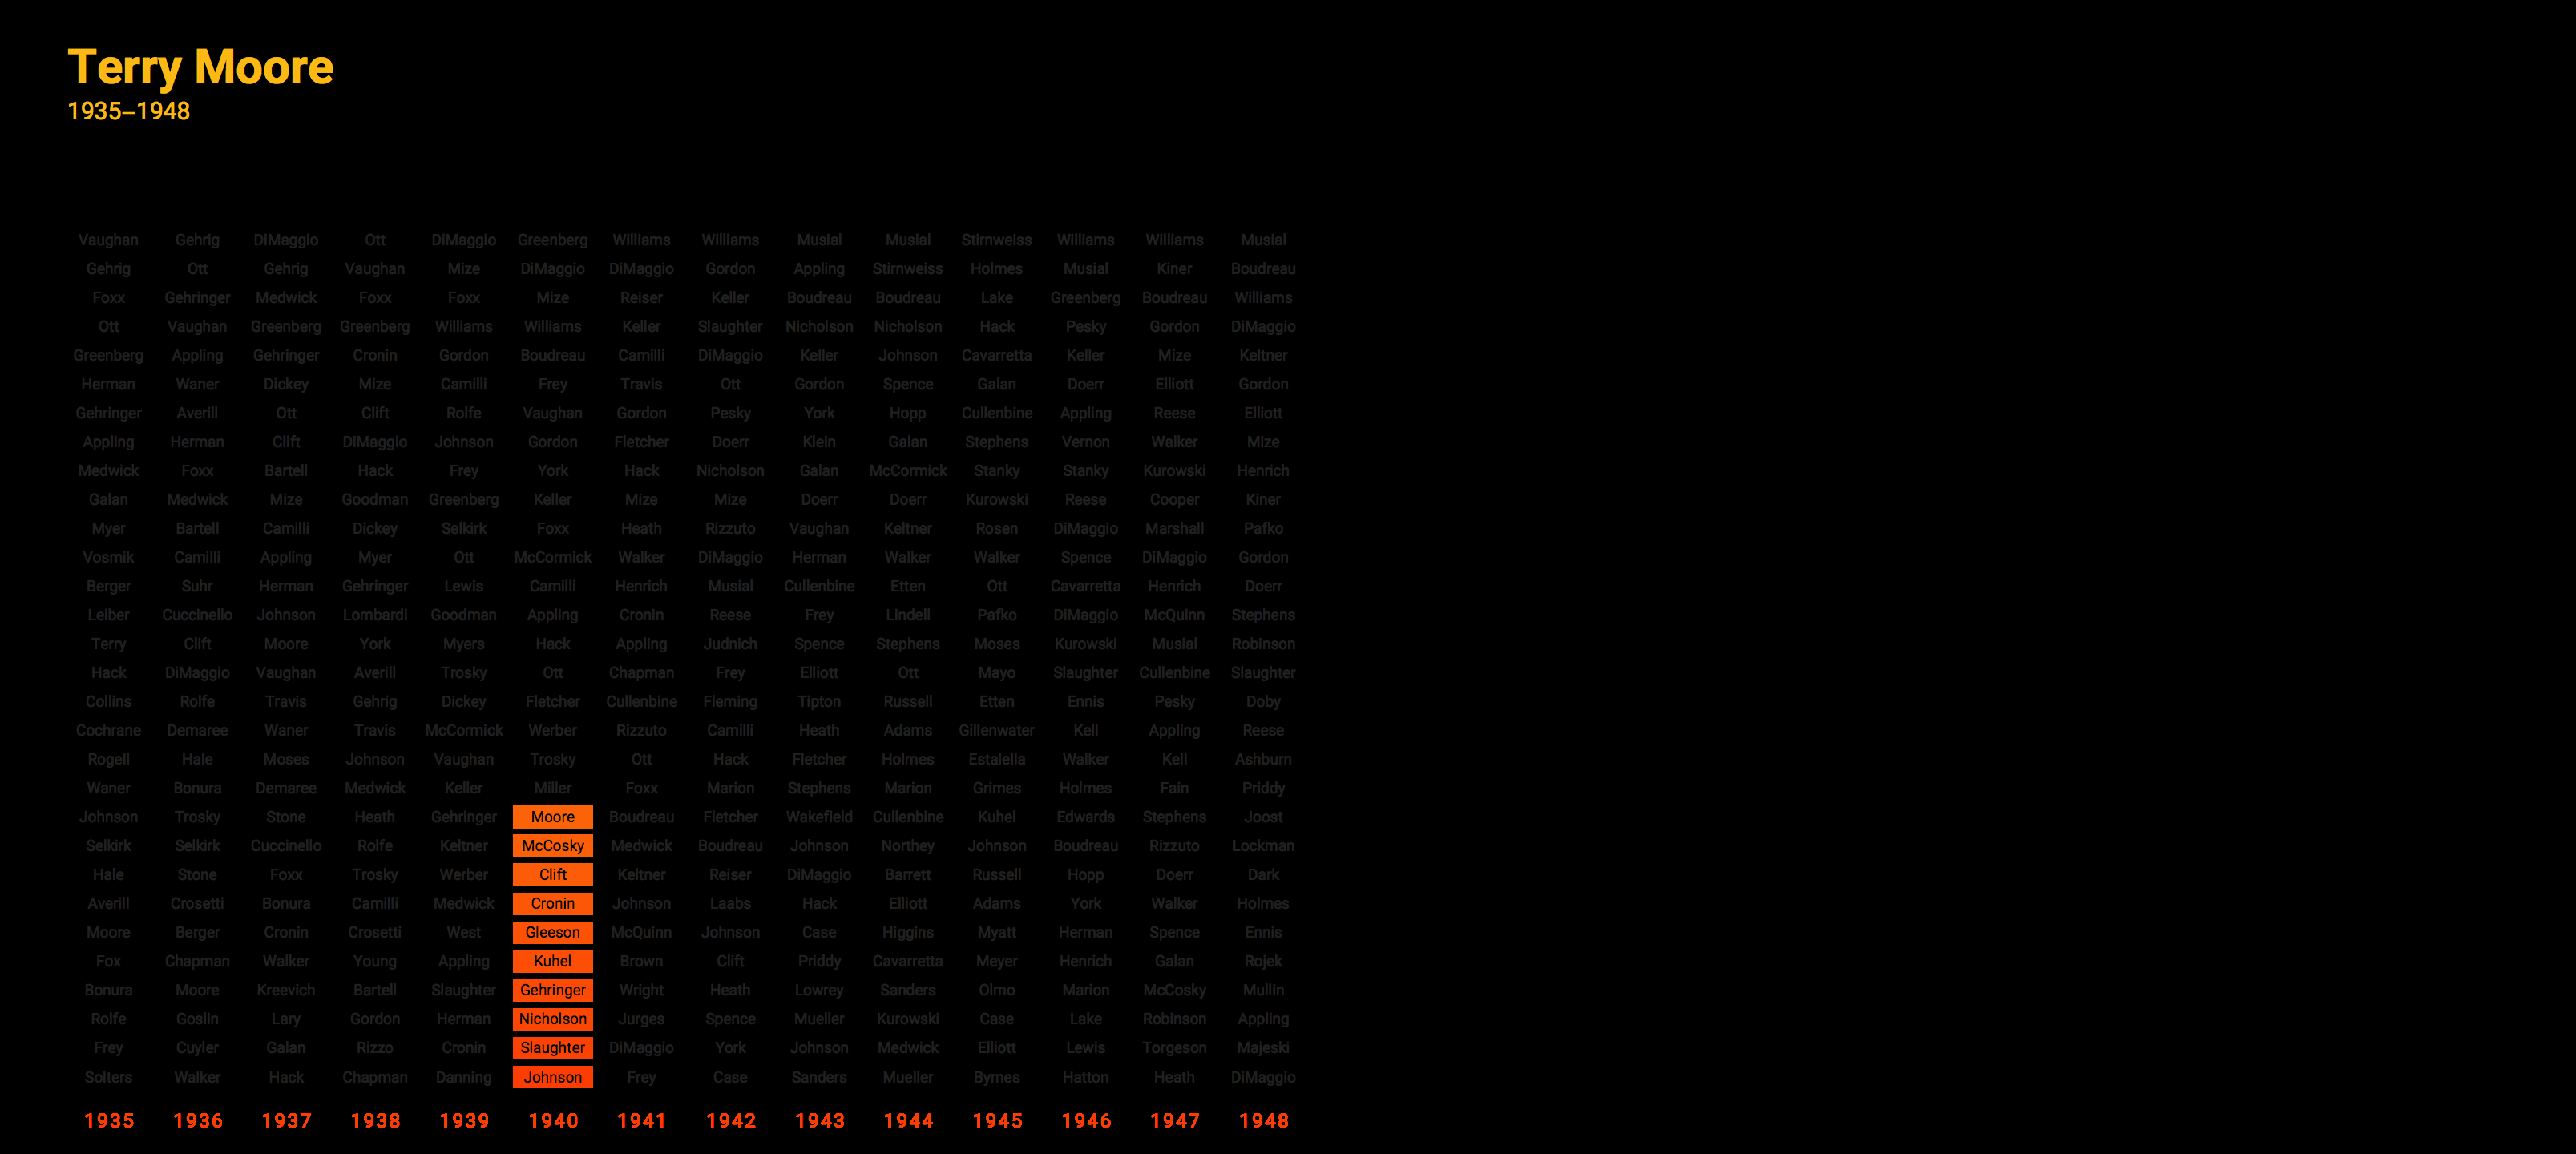 Terry Moore
1935–1948
Vaughan Gehrig DiMaggio Ott DiMaggio Greenberg Williams Williams Musial Musial Stirnweiss Williams Williams Musial
Gehrig Ott Gehrig Vaughan Mize DiMaggio DiMaggio Gordon Appling Stirnweiss Holmes Musial Kiner Boudreau
Foxx Gehringer Medwick Foxx Foxx Mize Reiser Keller Boudreau Boudreau Lake Greenberg Boudreau Williams
Ott Vaughan Greenberg Greenberg Williams Williams Keller Slaughter Nicholson Nicholson Hack Pesky Gordon DiMaggio
Greenberg Appling Gehringer Cronin Gordon Boudreau Camilli DiMaggio Keller Johnson Cavarretta Keller Mize Keltner
Herman Waner Dickey Mize Camilli Frey Travis Ott Gordon Spence Galan Doerr Elliott Gordon
Gehringer Averill Ott Clift Rolfe Vaughan Gordon Pesky York Hopp Cullenbine Appling Reese Elliott
Appling Herman Clift DiMaggio Johnson Gordon Fletcher Doerr Klein Galan Stephens Vernon Walker Mize
Medwick Foxx Bartell Hack Frey York Hack Nicholson Galan McCormick Stanky Stanky Kurowski Henrich
Galan Medwick Mize Goodman Greenberg Keller Mize Mize Doerr Doerr Kurowski Reese Cooper Kiner
Myer Bartell Camilli Dickey Selkirk Foxx Heath Rizzuto Vaughan Keltner Rosen DiMaggio Marshall Pafko
Vosmik Camilli Appling Myer Ott McCormick Walker DiMaggio Herman Walker Walker Spence DiMaggio Gordon
Berger Suhr Herman Gehringer Lewis Camilli Henrich Musial Cullenbine Etten Ott Cavarretta Henrich Doerr
Leiber Cuccinello Johnson Lombardi Goodman Appling Cronin Reese Frey Lindell Pafko DiMaggio McQuinn Stephens
Terry Clift Moore York Myers Hack Appling Judnich Spence Stephens Moses Kurowski Musial Robinson
Hack DiMaggio Vaughan Averill Trosky Ott Chapman Frey Elliott Ott Mayo Slaughter Cullenbine Slaughter
Collins Rolfe Travis Gehrig Dickey Fletcher Cullenbine Fleming Tipton Russell Etten Ennis Pesky Doby
Cochrane Demaree Waner Travis McCormick Werber Rizzuto Camilli Heath Adams Gillenwater Kell Appling Reese
Rogell Hale Moses Johnson Vaughan Trosky Ott Hack Fletcher Holmes Estalella Walker Kell Ashburn
Waner Bonura Demaree Medwick Keller Miller Foxx Marion Stephens Marion Grimes Holmes Fain Priddy
Johnson Trosky Stone Heath Gehringer Moore Boudreau Fletcher Wakefield Cullenbine Kuhel Edwards Stephens Joost
Selkirk Selkirk Cuccinello Rolfe Keltner McCosky Medwick Boudreau Johnson Northey Johnson Boudreau Rizzuto Lockman
Hale Stone Foxx Trosky Werber Clift Keltner Reiser DiMaggio Barrett Russell Hopp Doerr Dark
Averill Crosetti Bonura Camilli Medwick Cronin Johnson Laabs Hack Elliott Adams York Walker Holmes
Moore Berger Cronin Crosetti West Gleeson McQuinn Johnson Case Higgins Myatt Herman Spence Ennis
Fox Chapman Walker Young Appling Kuhel Brown Clift Priddy Cavarretta Meyer Henrich Galan Rojek
Bonura Moore Kreevich Bartell Slaughter Gehringer Wright Heath Lowrey Sanders Olmo Marion McCosky Mullin
Rolfe Goslin Lary Gordon Herman Nicholson Jurges Spence Mueller Kurowski Case Lake Robinson Appling
Frey Cuyler Galan Rizzo Cronin Slaughter DiMaggio York Johnson Medwick Elliott Lewis Torgeson Majeski
Solters Walker Hack Chapman Danning Johnson Frey Case Sanders Mueller Byrnes Hatton Heath DiMaggio
1935 1936 1937 1938 1939 1940 1941 1942 1943 1944 1945 1946 1947 1948